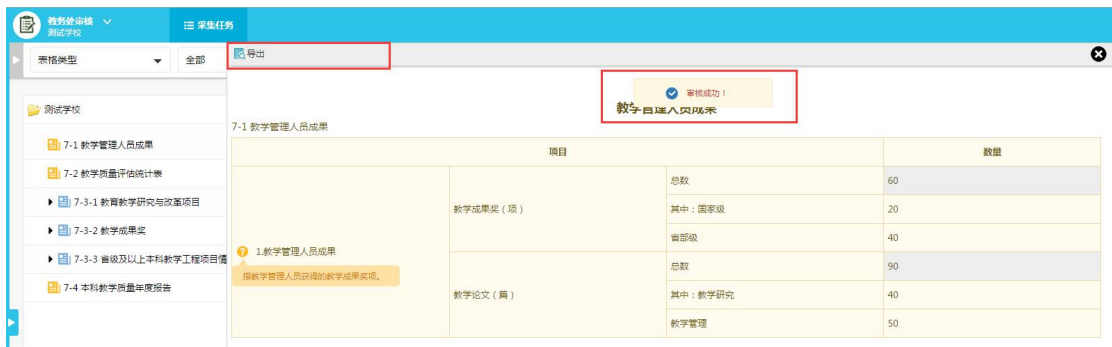 教务处审核
测试学校
采集任务
表格类型
全部
导出
审核成功！
教学管理人员成果
测试学校
7-1 教学管理人员成果
7-2 教学质量评估统计表
7-3-1 教育教学研究与改革项目
7-3-2 教学成果奖
7-3-3 省级及以上本科教学工程项目情
7-4 本科教学质量年度报告
7-1 教学管理人员成果
项目 数量
1.教学管理人员成果
指教学管理人员获得的教学成果奖项。
教学成果奖（项）
总数 60
其中：国家级 20
省部级 40
教学论文（篇）
总数 90
其中：教学研究 40
教学管理 50